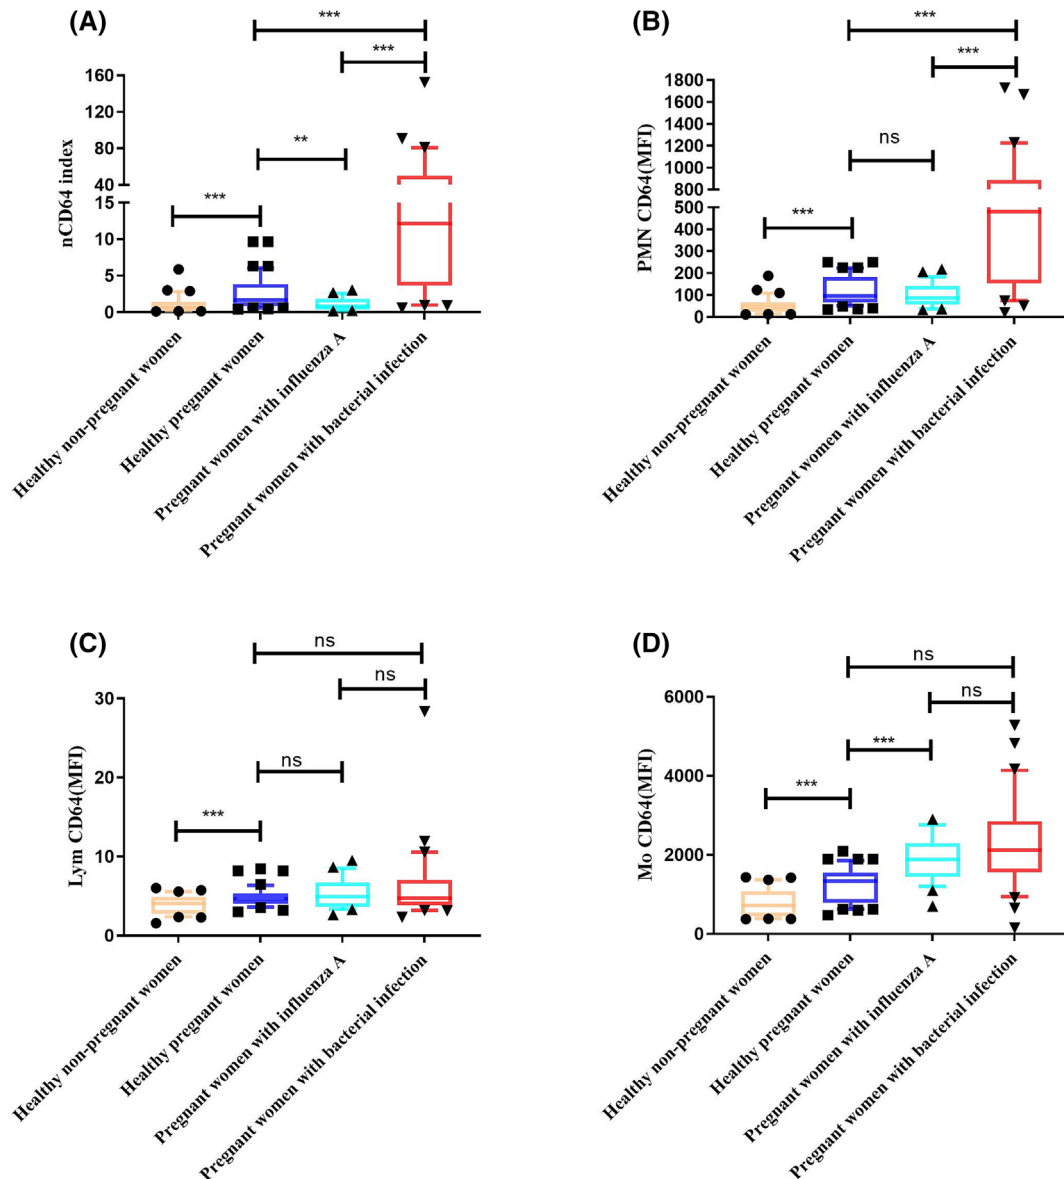 (A)
***
***
**
***
nCD64 index
160
120
80
40
15
10
5
0
Healthy non-pregnant women
Healthy pregnant women
Pregnant women with influenza A
Pregnant women with bacterial infection
(B)
***
***
ns
***
PMN CD64(MFI)
1800
1600
1400
1200
1000
800
600
500
400
300
200
100
0
Healthy non-pregnant women
Healthy pregnant women
Pregnant women with influenza A
Pregnant women with bacterial infection
(C)
ns
ns
ns
***
Lym CD64(MFI)
30
20
10
0
Healthy non-pregnant women
Healthy pregnant women
Pregnant women with influenza A
Pregnant women with bacterial infection
(D)
ns
ns
***
***
Mo CD64(MFI)
6000
4000
2000
0
Healthy non-pregnant women
Healthy pregnant women
Pregnant women with influenza A
Pregnant women with bacterial infection